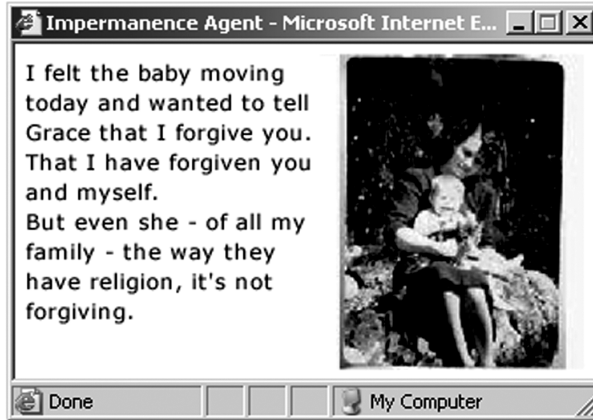 Impermanence Agent - Microsoft Internet E...
I felt the baby moving
today and wanted to tell
Grace that I forgive you.
That I have forgiven you
and myself.
But even she - of all my
family - the way they
have religion, it's not
forgiving.
Done
My Computer